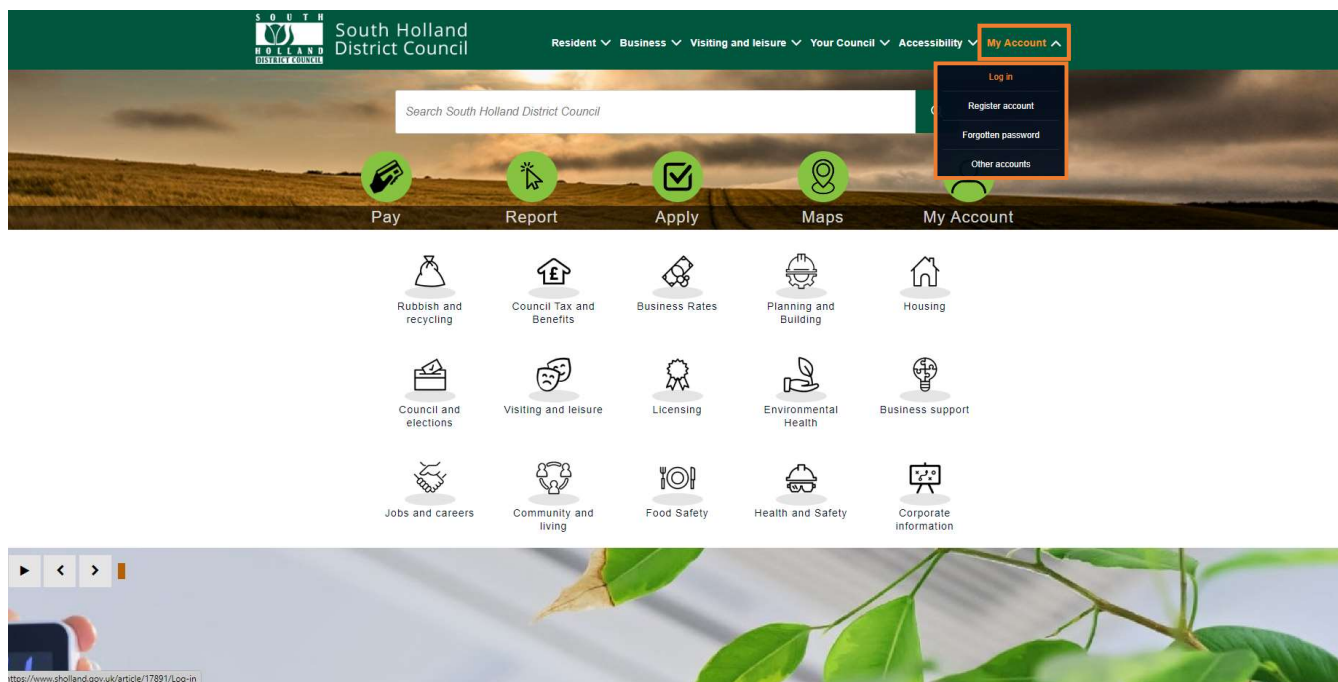 SOUTH
HOLLAND
DISTRICT COUNCIL
South Holland
District Council
Resident Business Visiting and leisure Your Council Accessibility My Account
Log in
Register account
Forgotten password
Other accounts
Search South Holland District Council
Pay Report Apply Maps My Account
Rubbish and
recycling
Council Tax and
Benefits
Business Rates
Planning and
Building
Housing
Council and
elections
Visiting and leisure
Licensing
Environmental
Health
Business support
Jobs and careers
Community and
living
Food Safety
Health and Safety
Corporate
information
https://www.sholland.gov.uk/article/17891/Log-in